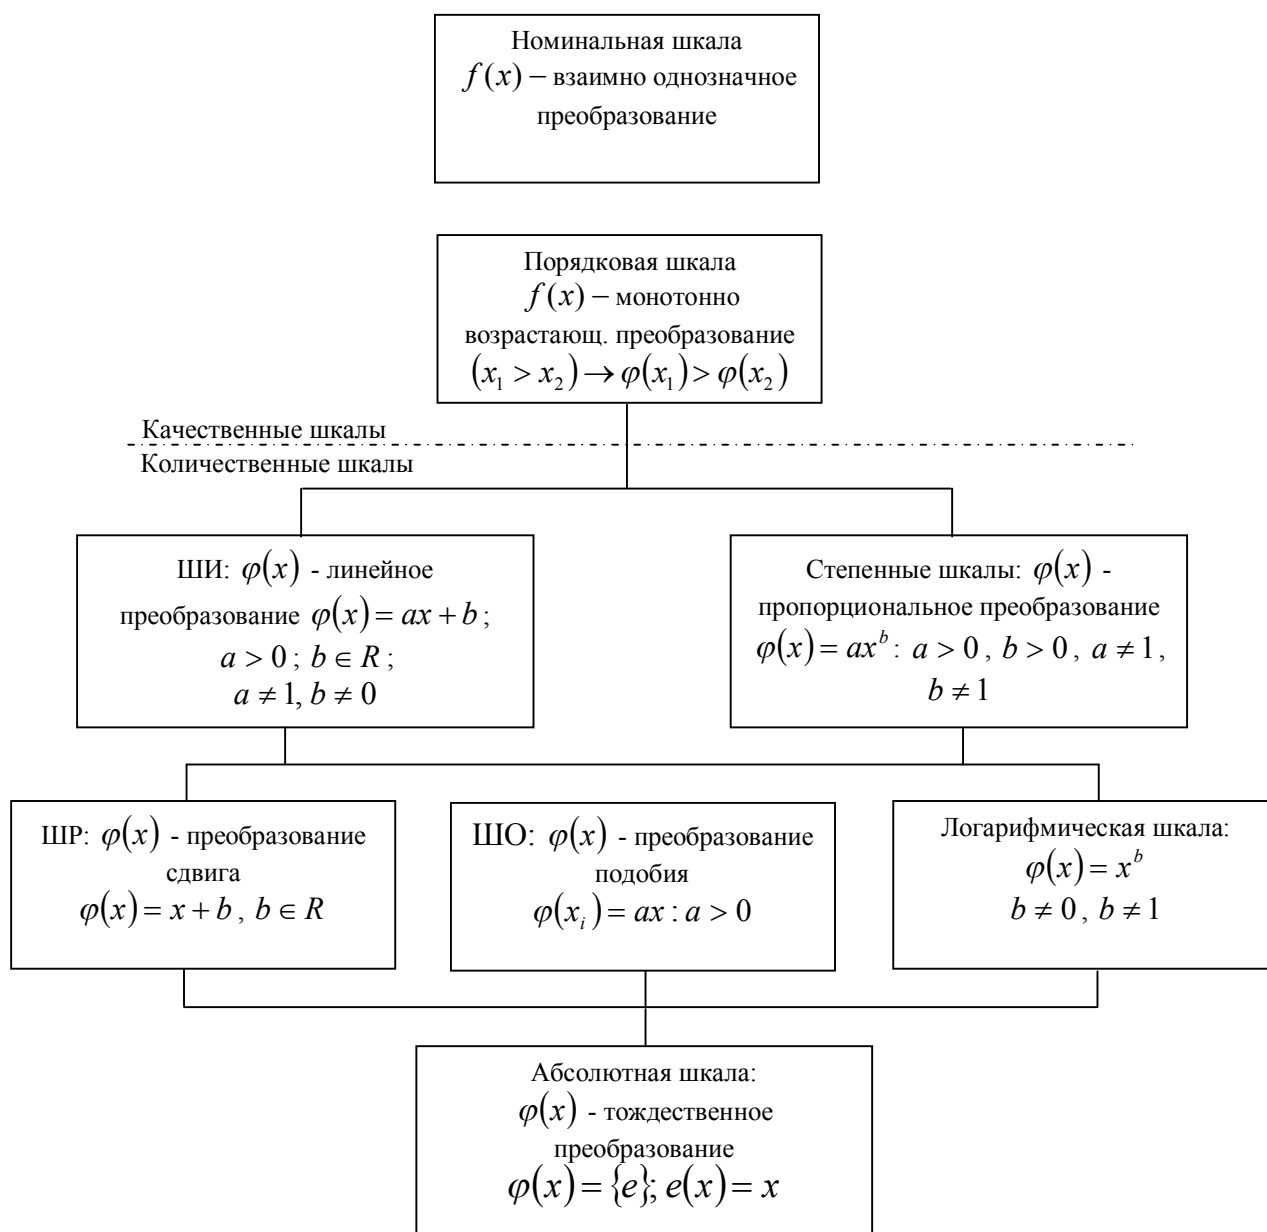 Номинальная шкала
f(x) − взаимно однозначное
преобразование
Порядковая шкала
f(x) − монотонно
возрастающ. преобразование
(x₁ > x₂) → φ(x₁) > φ(x₂)
Качественные шкалы
Количественные шкалы
ШИ: φ(x) - линейное
преобразование φ(x) = ax + b ;
a > 0 ; b ∈ R ;
a ≠ 1, b ≠ 0
Степенные шкалы: φ(x) -
пропорциональное преобразование
φ(x) = axᵇ : a > 0 , b > 0 , a ≠ 1 ,
b ≠ 1
ШР: φ(x) - преобразование
сдвига
φ(x) = x + b , b ∈ R
ШО: φ(x) - преобразование
подобия
φ(xᵢ) = ax : a > 0
Логарифмическая шкала:
φ(x) = xᵇ
b ≠ 0 , b ≠ 1
Абсолютная шкала:
φ(x) - тождественное
преобразование
φ(x) = {e}; e(x) = x